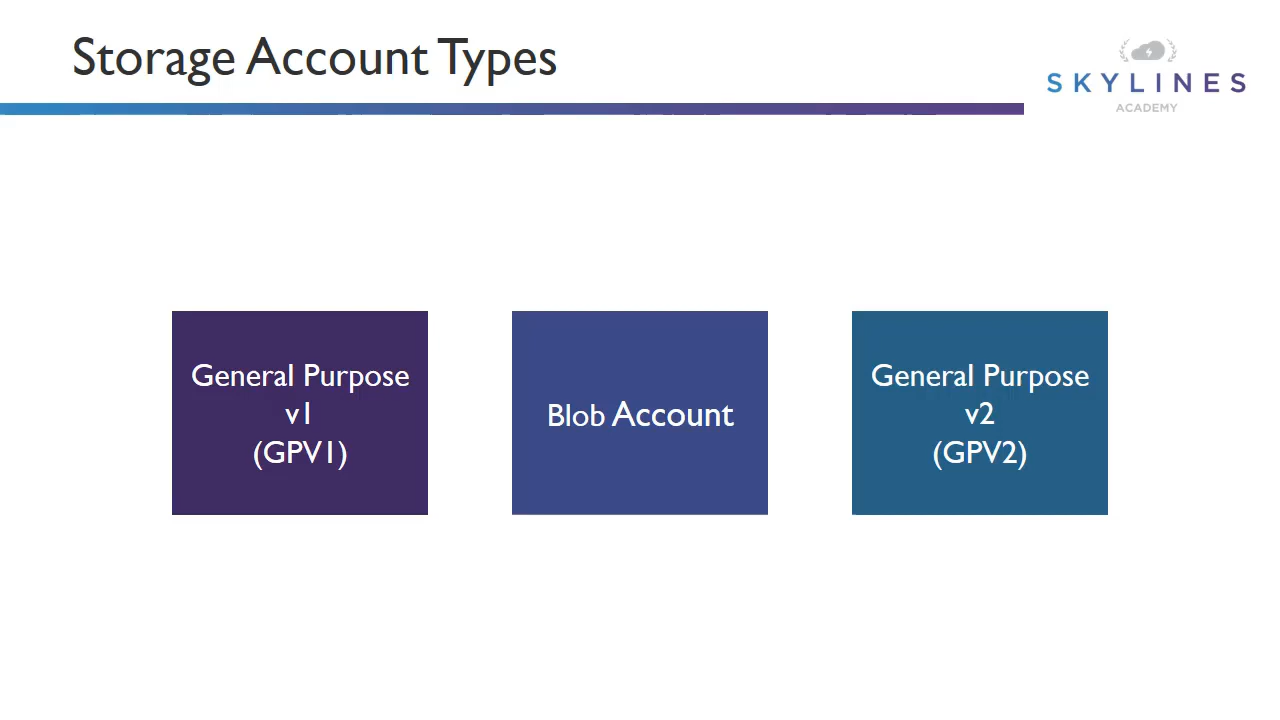 Storage Account Types
SKYLINES
ACADEMY
General Purpose
v1
(GPV1)
Blob Account
General Purpose
v2
(GPV2)